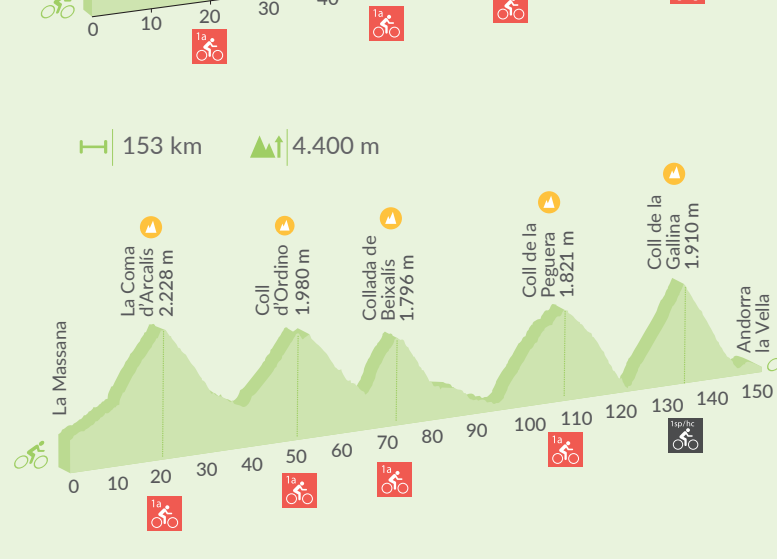 0 10 20 30
1a
1a
153 km
4.400 m
La Massana
La Coma
d'Arcalís
2.228 m
Coll
d'Ordino
1.980 m
Collada de
Beixalís
1.796 m
Coll de la
Peguera
1.821 m
Coll de la
Gallina
1.910 m
Andorra
la Vella
0 10 20 30 40 50 60 70 80 90 100 110 120 130 140 150
1a
1a
1a
1a
1sp/hc